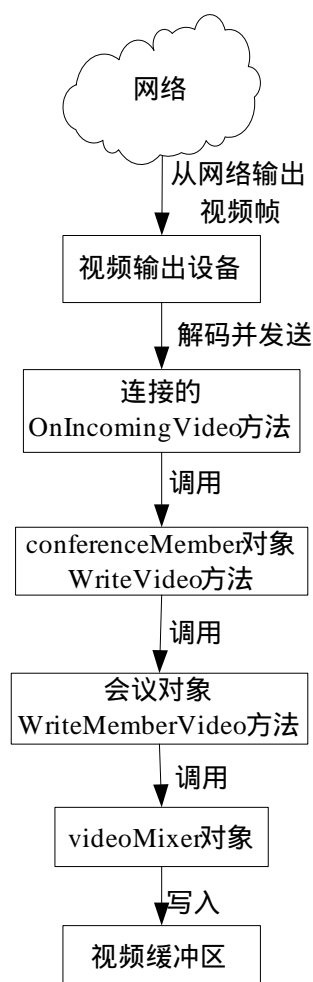 网络
从网络输出
视频帧
视频输出设备
解码并发送
连接的
OnIncomingVideo方法
调用
conferenceMember对象
WriteVideo方法
调用
会议对象
WriteMemberVideo方法
调用
videoMixer对象
写入
视频缓冲区